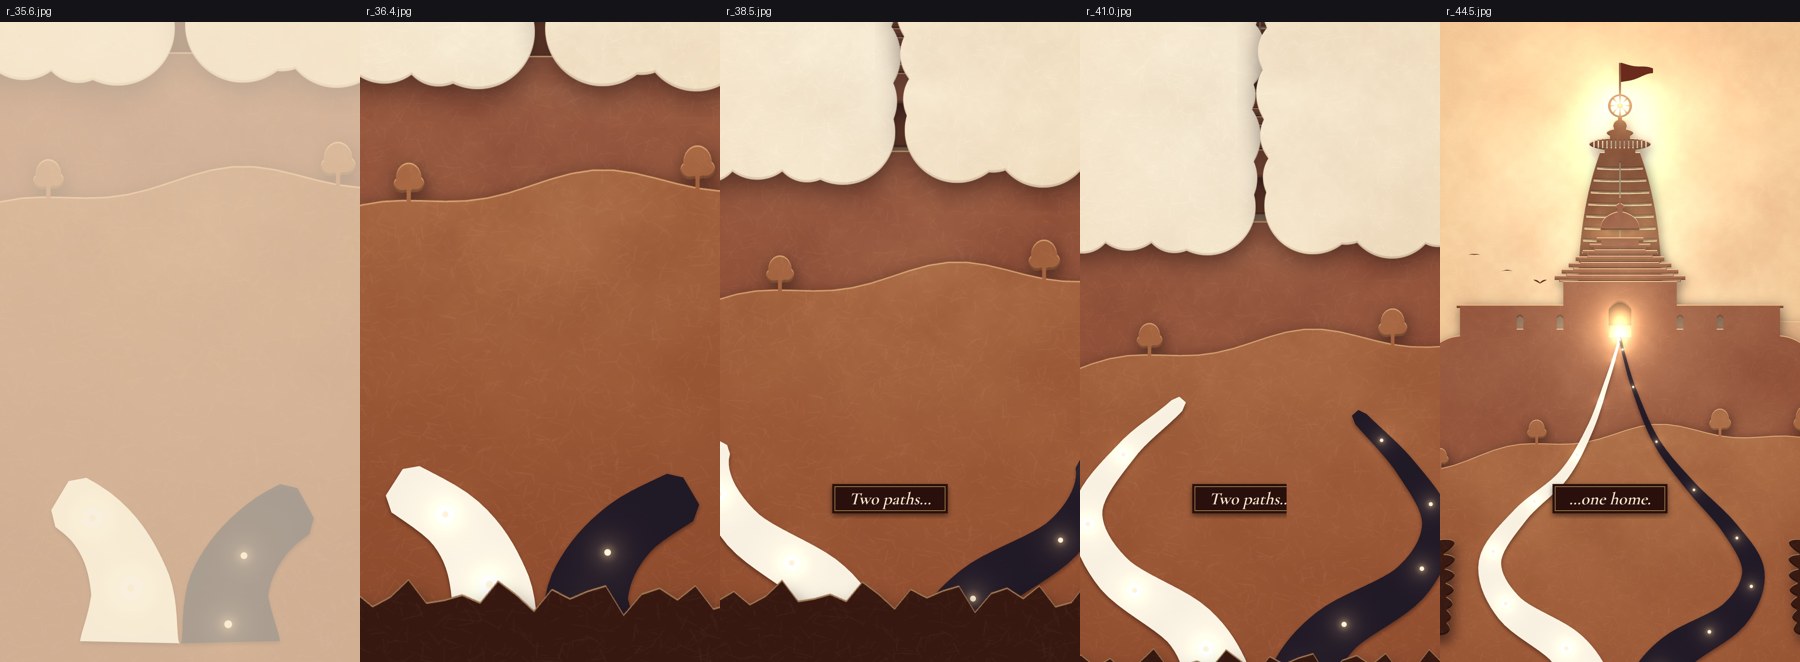 r_35.6.jpg
r_36.4.jpg
r_38.5.jpg
r_41.0.jpg
r_44.5.jpg
Two paths...
Two paths..
...one home.